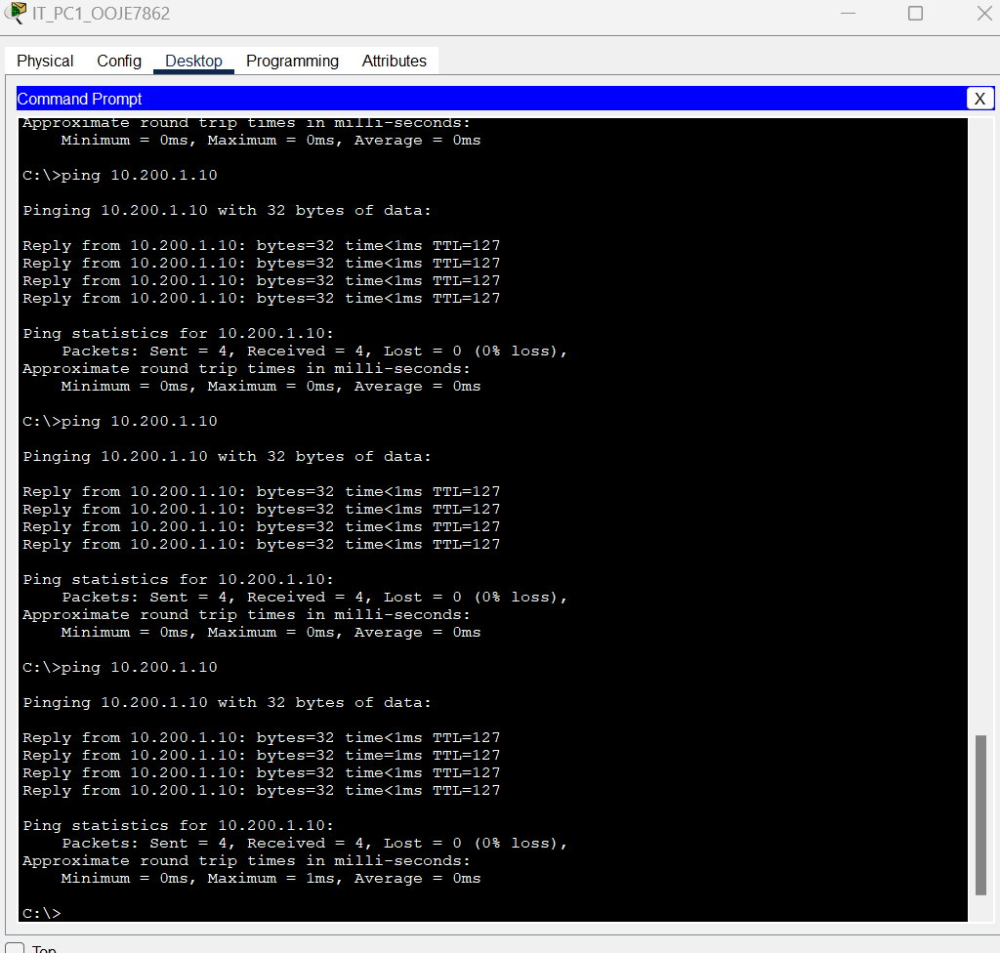 IT_PC1_OOJE7862
Physical Config Desktop Programming Attributes
Command Prompt X
Approximate round trip times in milli-seconds:
    Minimum = 0ms, Maximum = 0ms, Average = 0ms

C:\>ping 10.200.1.10

Pinging 10.200.1.10 with 32 bytes of data:

Reply from 10.200.1.10: bytes=32 time<1ms TTL=127
Reply from 10.200.1.10: bytes=32 time<1ms TTL=127
Reply from 10.200.1.10: bytes=32 time<1ms TTL=127
Reply from 10.200.1.10: bytes=32 time<1ms TTL=127

Ping statistics for 10.200.1.10:
    Packets: Sent = 4, Received = 4, Lost = 0 (0% loss),
Approximate round trip times in milli-seconds:
    Minimum = 0ms, Maximum = 0ms, Average = 0ms

C:\>ping 10.200.1.10

Pinging 10.200.1.10 with 32 bytes of data:

Reply from 10.200.1.10: bytes=32 time<1ms TTL=127
Reply from 10.200.1.10: bytes=32 time<1ms TTL=127
Reply from 10.200.1.10: bytes=32 time<1ms TTL=127
Reply from 10.200.1.10: bytes=32 time<1ms TTL=127

Ping statistics for 10.200.1.10:
    Packets: Sent = 4, Received = 4, Lost = 0 (0% loss),
Approximate round trip times in milli-seconds:
    Minimum = 0ms, Maximum = 0ms, Average = 0ms

C:\>ping 10.200.1.10

Pinging 10.200.1.10 with 32 bytes of data:

Reply from 10.200.1.10: bytes=32 time<1ms TTL=127
Reply from 10.200.1.10: bytes=32 time=1ms TTL=127
Reply from 10.200.1.10: bytes=32 time<1ms TTL=127
Reply from 10.200.1.10: bytes=32 time<1ms TTL=127

Ping statistics for 10.200.1.10:
    Packets: Sent = 4, Received = 4, Lost = 0 (0% loss),
Approximate round trip times in milli-seconds:
    Minimum = 0ms, Maximum = 1ms, Average = 0ms

C:\>
Top